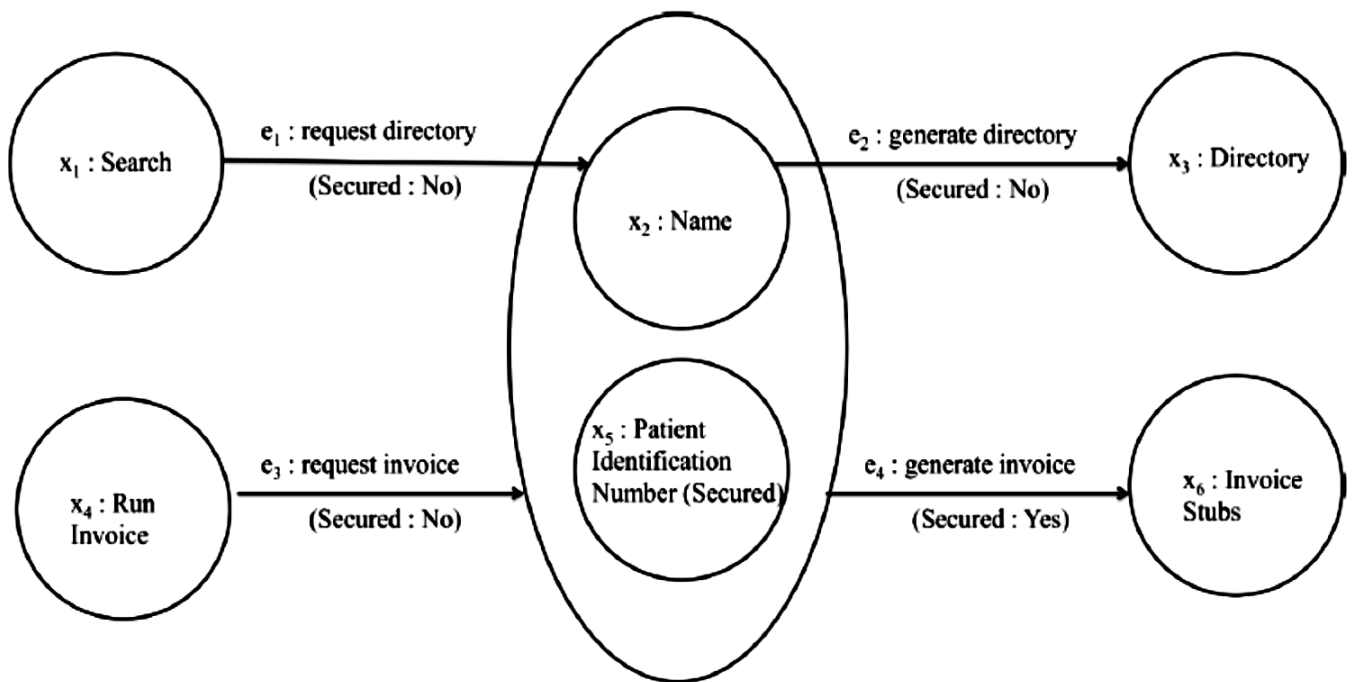 e₁ : request directory
(Secured : No)
e₂ : generate directory
(Secured : No)
x₁ : Search
x₂ : Name
x₃ : Directory
e₃ : request invoice
(Secured : No)
x₅ : Patient
Identification
Number (Secured)
e₄ : generate invoice
(Secured : Yes)
x₄ : Run
Invoice
x₆ : Invoice
Stubs